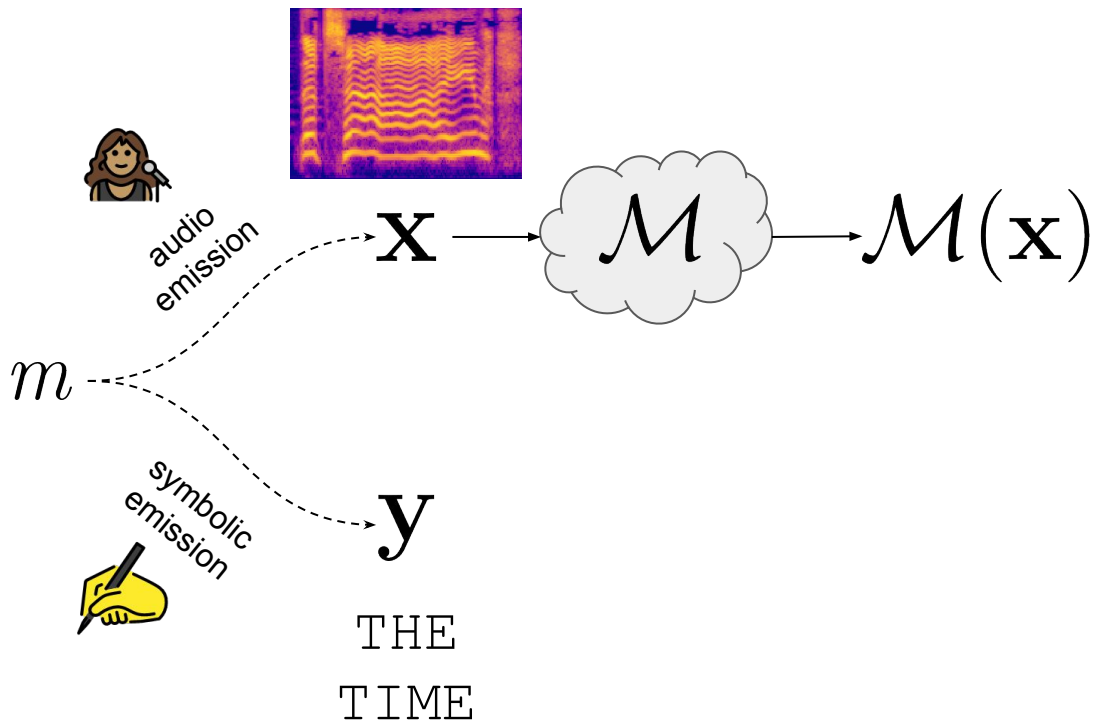 audio
emission
x
ℳ
ℳ(x)
m
symbolic
emission
y
THE
TIME